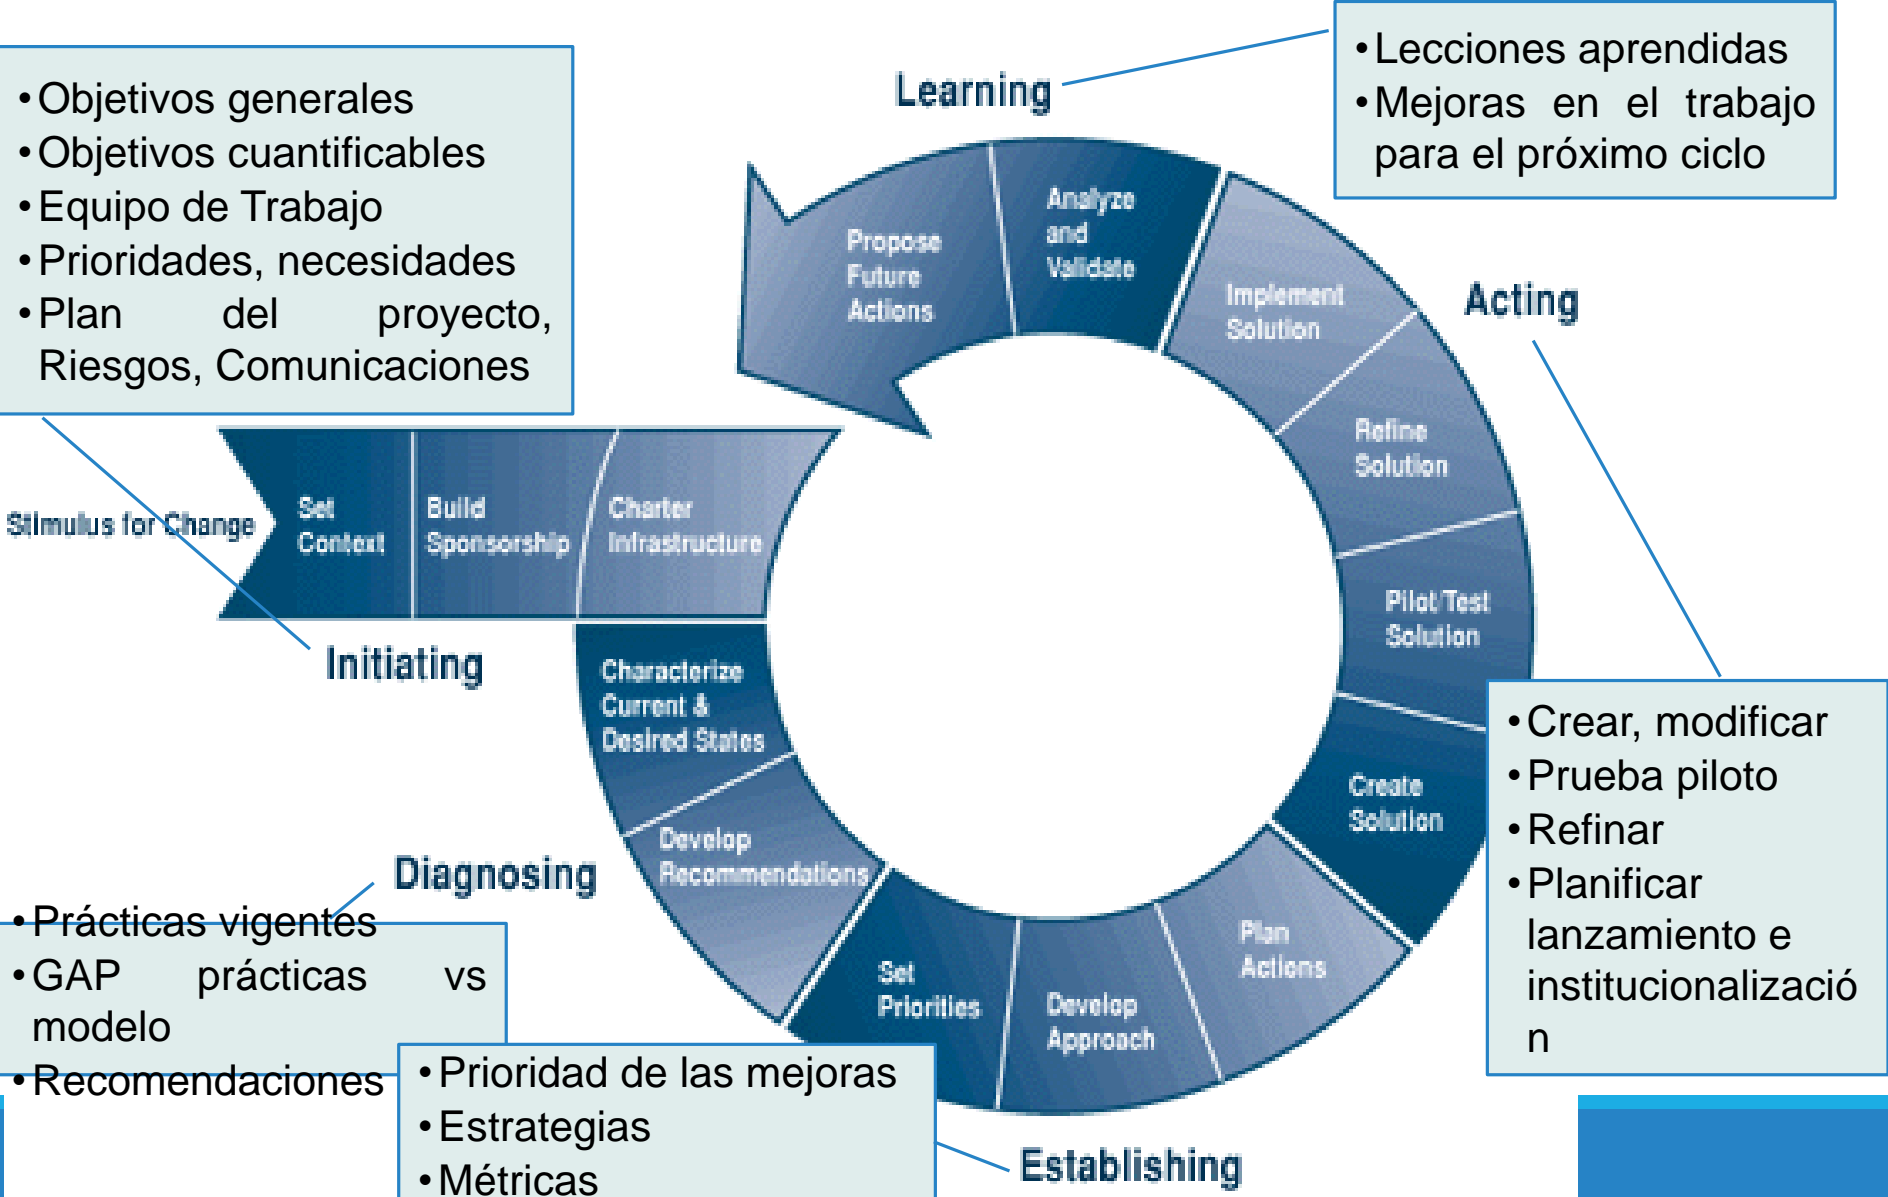 •Objetivos generales
•Objetivos cuantificables
•Equipo de Trabajo
•Prioridades, necesidades
•Plan del proyecto,
Riesgos, Comunicaciones
Learning
•Lecciones aprendidas
•Mejoras en el trabajo
para el próximo ciclo
Propose
Future
Actions
Analyze
and
Validate
Implement
Solution
Acting
Refine
Solution
Stimulus for Change
Set
Context
Build
Sponsorship
Charter
Infrastructure
Pilot/Test
Solution
Initiating
Characterize
Current &
Desired States
Create
Solution
•Crear, modificar
•Prueba piloto
•Refinar
•Planificar
lanzamiento e
institucionalizació
n
Develop
Recommendations
Diagnosing
•Prácticas vigentes
•GAP prácticas vs
modelo
•Recomendaciones
Set
Priorities
Develop
Approach
Plan
Actions
•Prioridad de las mejoras
•Estrategias
•Métricas
Establishing